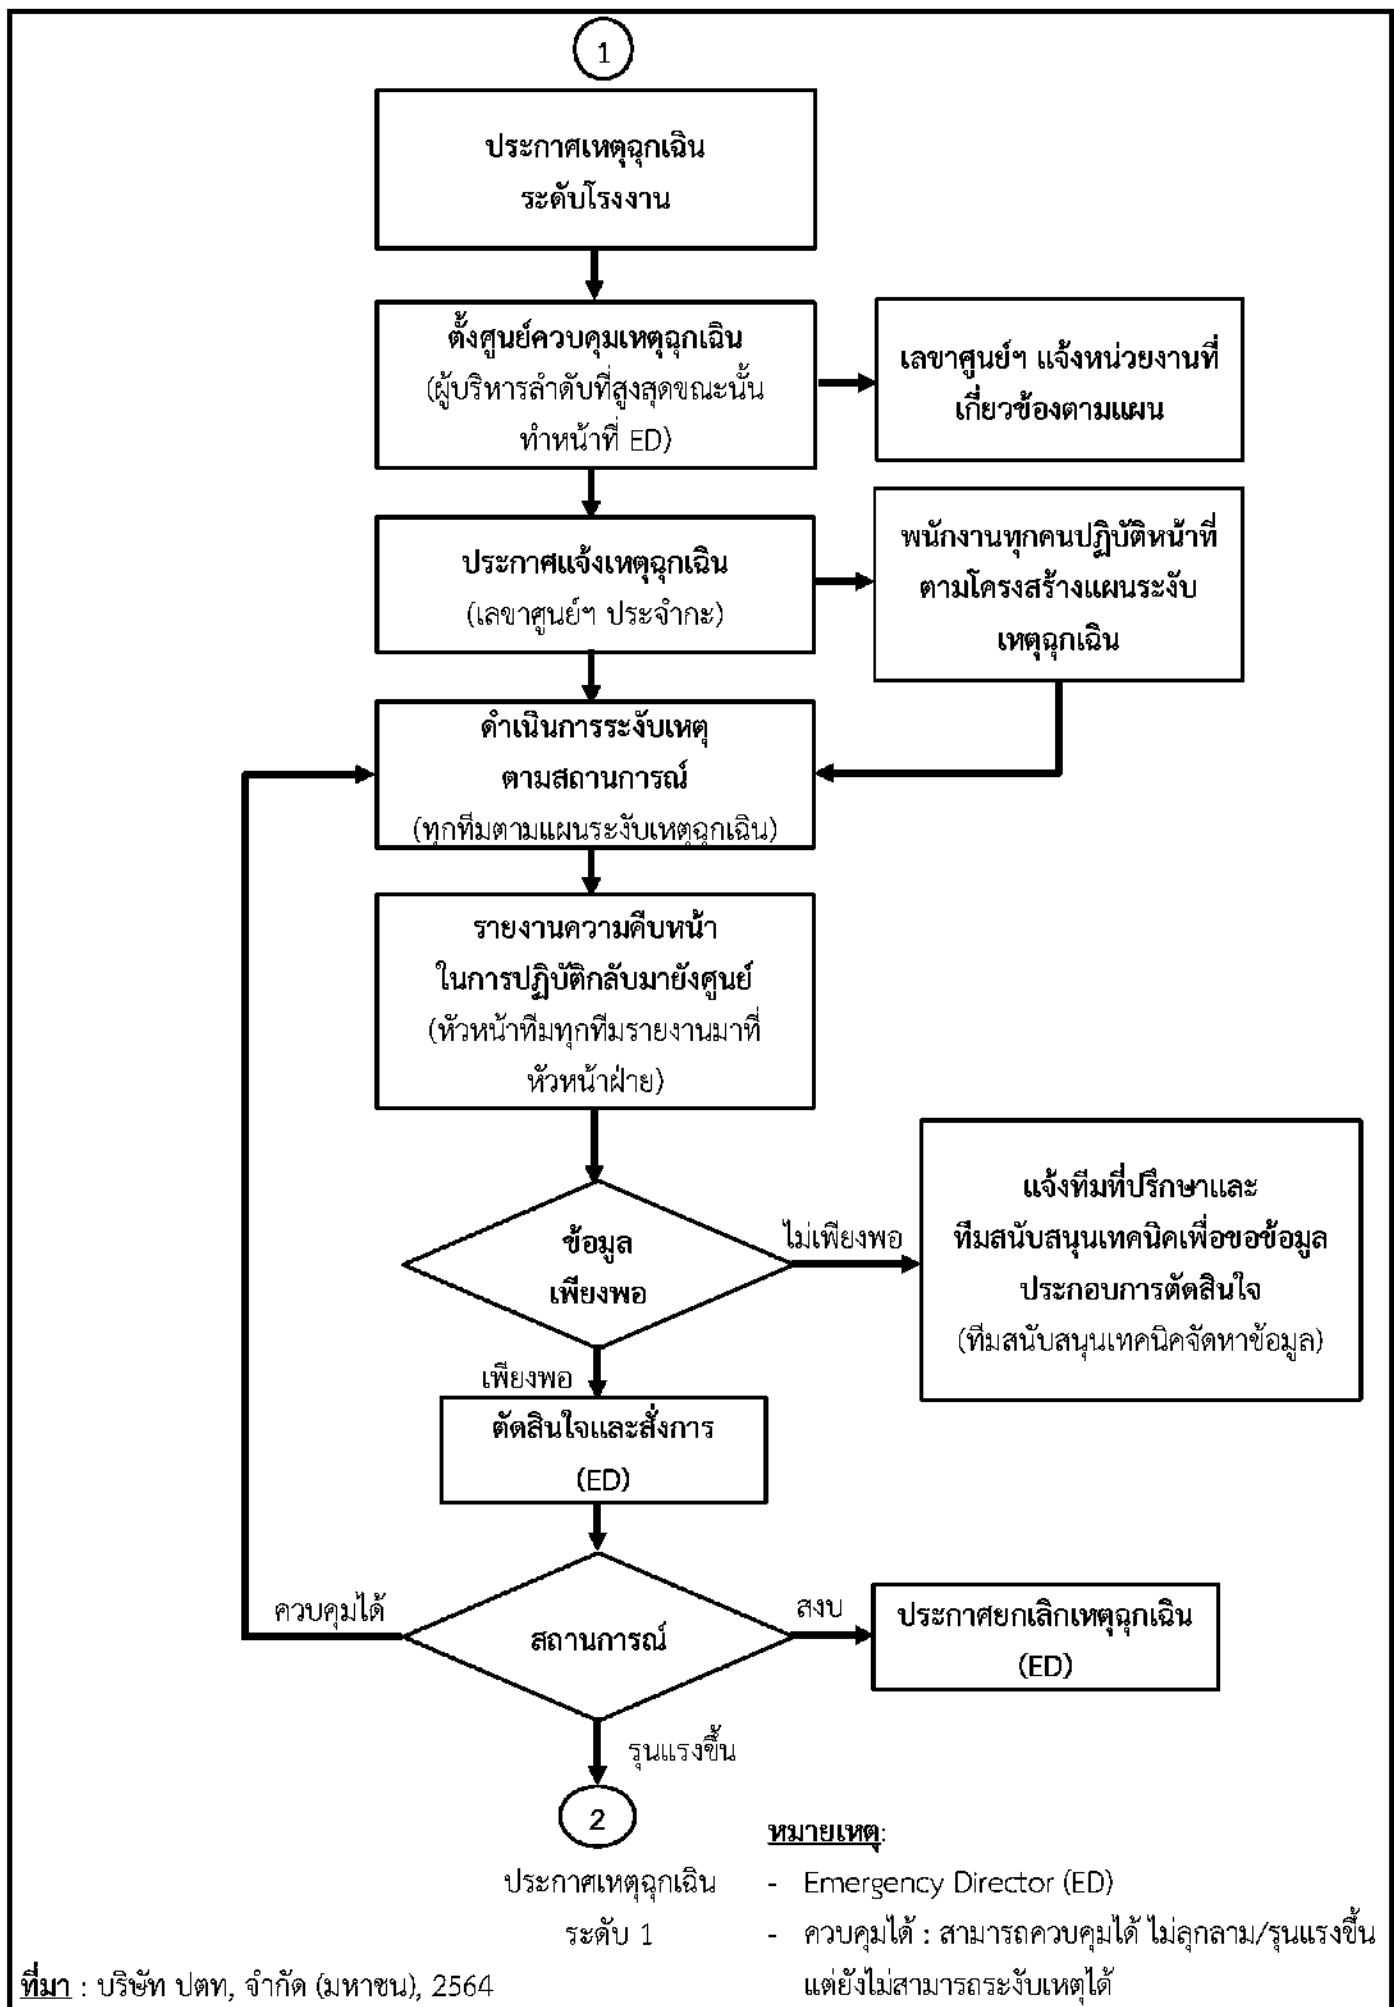 1
ประกาศเหตุฉุกเฉิน
ระดับโรงงาน
ตั้งศูนย์ควบคุมเหตุฉุกเฉิน
(ผู้บริหารลำดับที่สูงสุดขณะนั้น
ทำหน้าที่ ED)
เลขาศูนย์ฯ แจ้งหน่วยงานที่
เกี่ยวข้องตามแผน
ประกาศแจ้งเหตุฉุกเฉิน
(เลขาศูนย์ฯ ประจำกะ)
พนักงานทุกคนปฏิบัติหน้าที่
ตามโครงสร้างแผนระงับ
เหตุฉุกเฉิน
ดำเนินการระงับเหตุ
ตามสถานการณ์
(ทุกทีมตามแผนระงับเหตุฉุกเฉิน)
รายงานความคืบหน้า
ในการปฏิบัติกลับมายังศูนย์
(หัวหน้าทีมทุกทีมรายงานมาที่
หัวหน้าฝ่าย)
ข้อมูล
เพียงพอ
ไม่เพียงพอ
แจ้งทีมที่ปรึกษาและ
ทีมสนับสนุนเทคนิคเพื่อขอข้อมูล
ประกอบการตัดสินใจ
(ทีมสนับสนุนเทคนิคจัดหาข้อมูล)
เพียงพอ
ตัดสินใจและสั่งการ
(ED)
ควบคุมได้
สถานการณ์
สงบ
ประกาศยกเลิกเหตุฉุกเฉิน
(ED)
รุนแรงขึ้น
2
ประกาศเหตุฉุกเฉิน
ระดับ 1
หมายเหตุ:
- Emergency Director (ED)
- ควบคุมได้ : สามารถควบคุมได้ ไม่ลุกลาม/รุนแรงขึ้น
แต่ยังไม่สามารถระงับเหตุได้
ที่มา : บริษัท ปตท, จำกัด (มหาชน), 2564